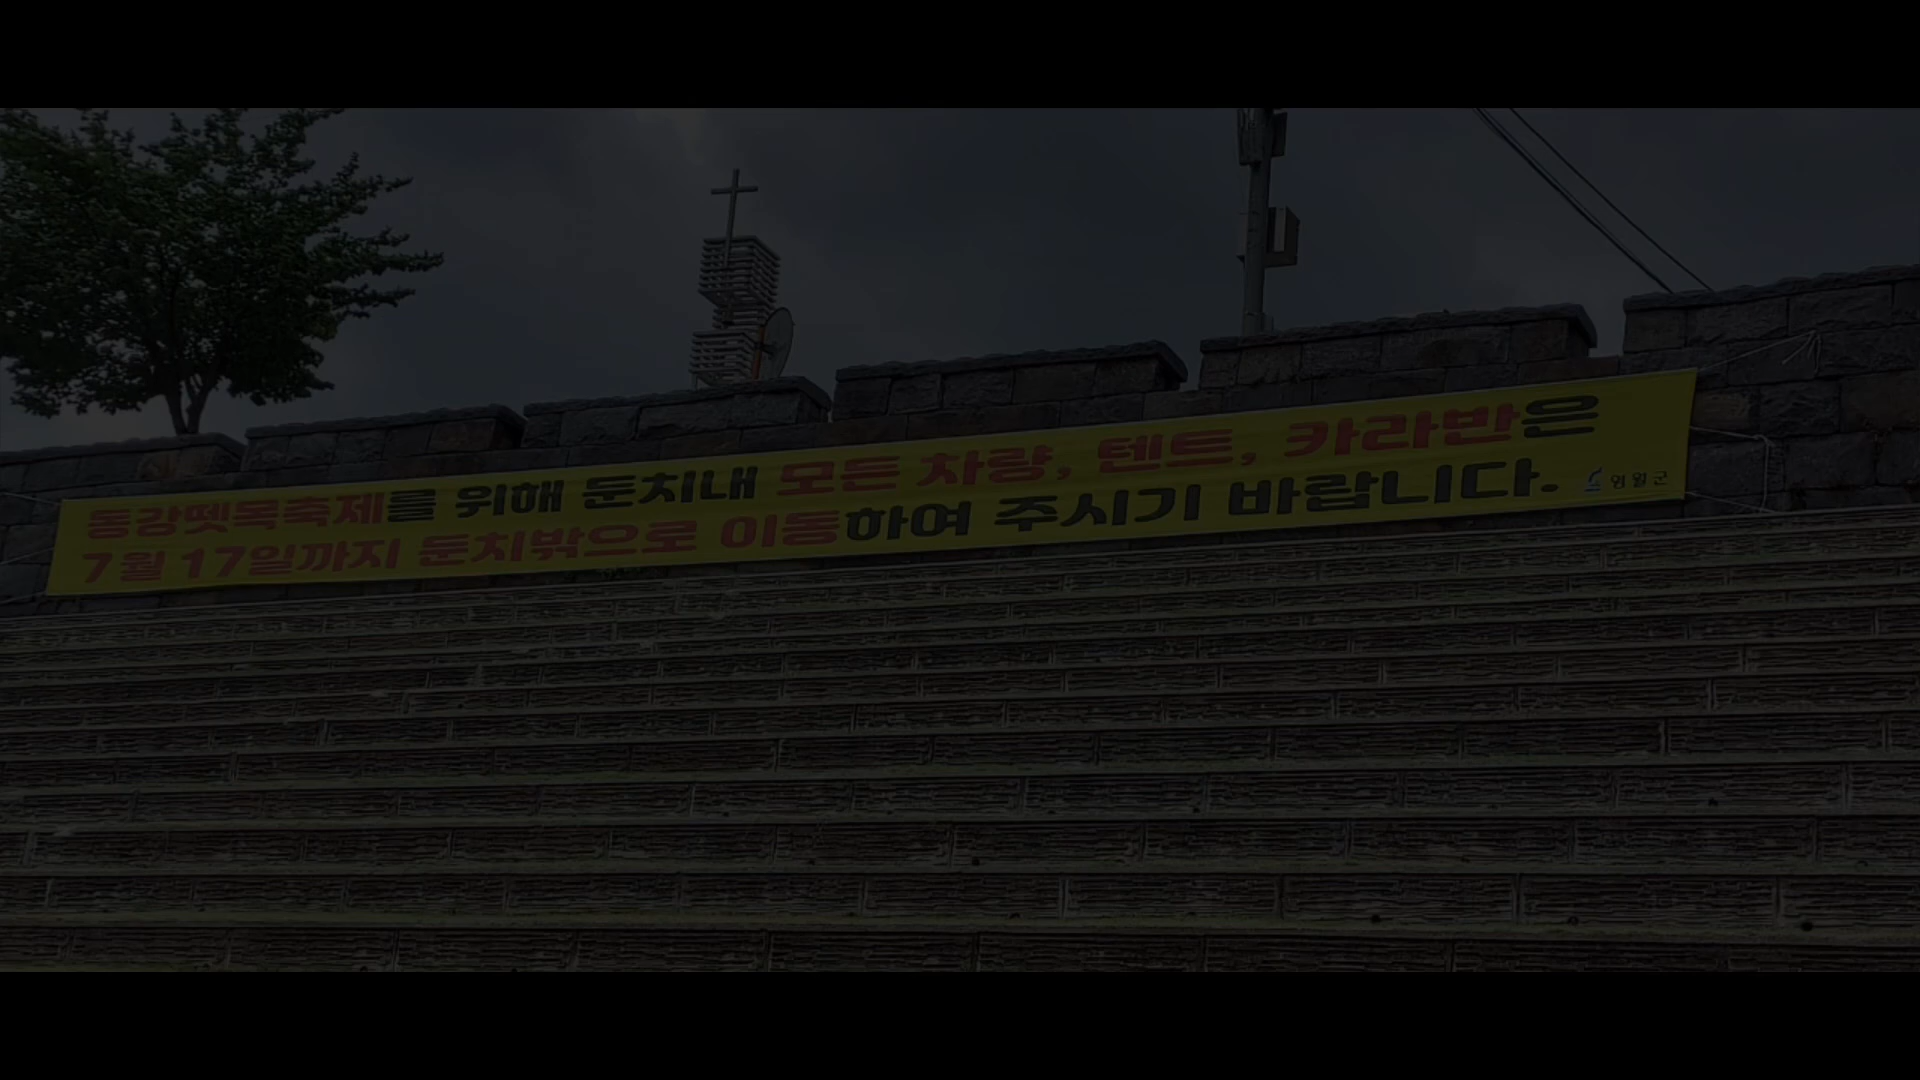 동강뗏목축제를 위해 둔치내 모든 차량, 텐트, 카라반은
7월 17일까지 둔치밖으로 이동하여 주시기 바랍니다.
영월군